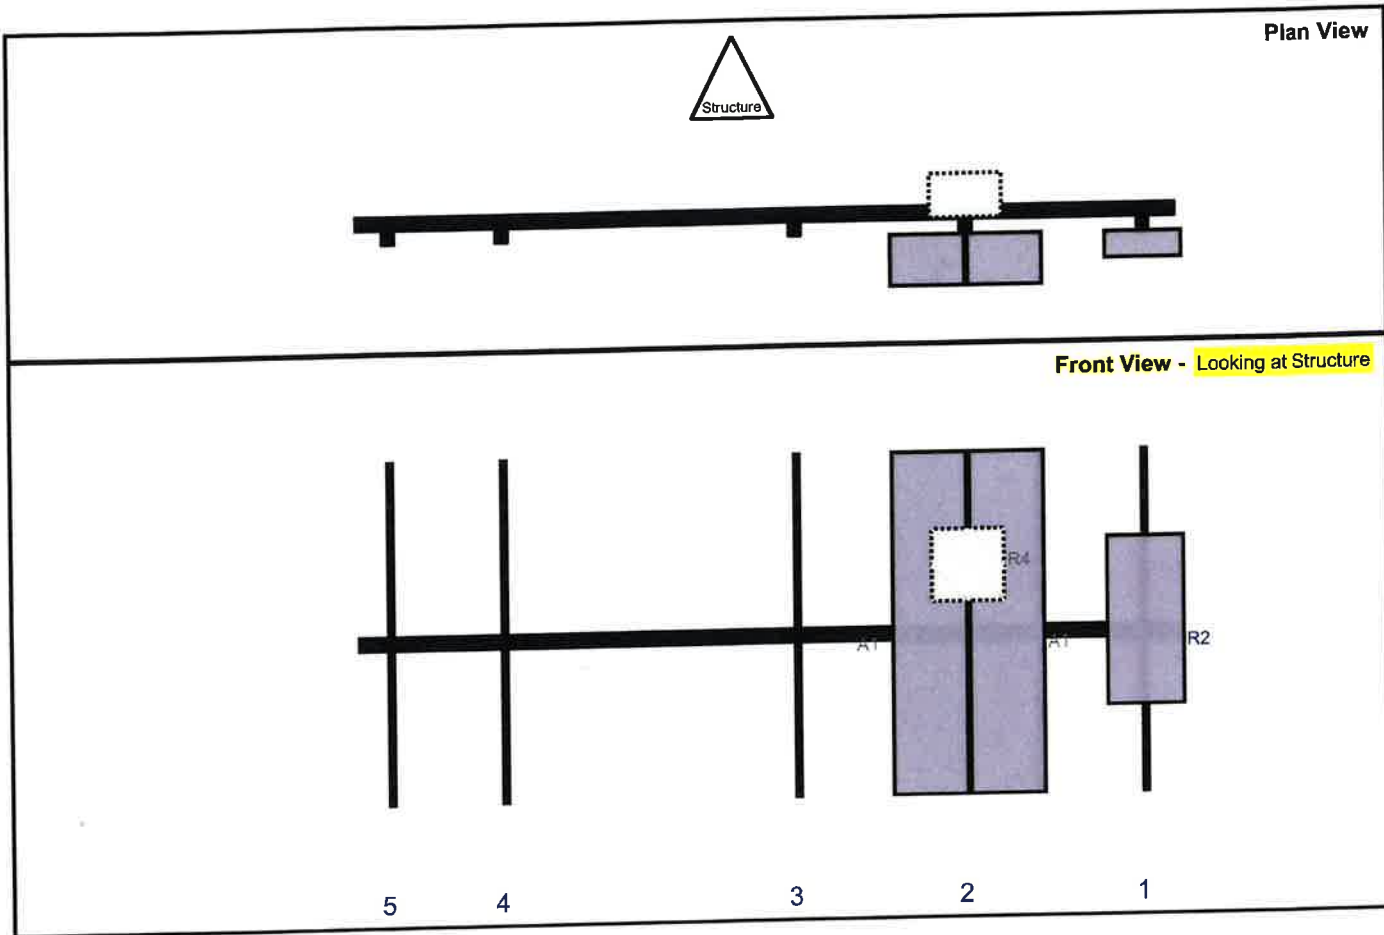 Plan View
Structure
Front View - Looking at Structure
R4
A1
A1
R2
5
4
3
2
1